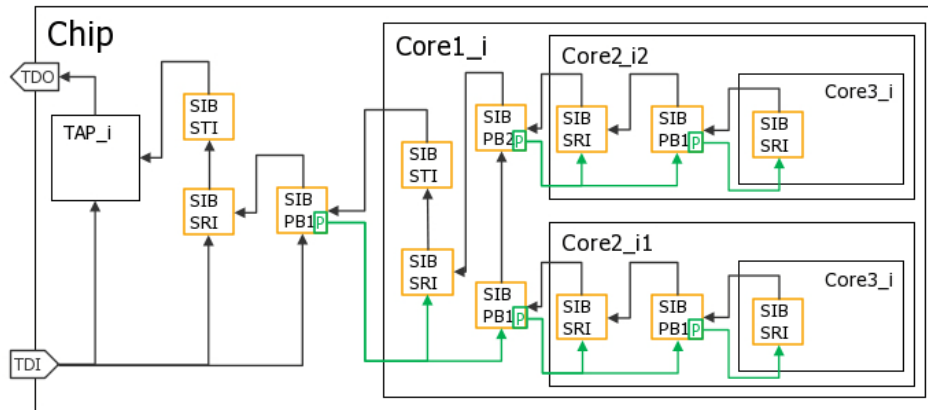 Chip
Core1_i
Core2_i2
Core3_i
TDO
TAP_i
SIB
STI
SIB
SRI
SIB
PB1
P
SIB
STI
SIB
SRI
SIB
PB2
P
SIB
PB1
P
SIB
SRI
SIB
PB1
P
SIB
SRI
Core2_i1
Core3_i
SIB
SRI
SIB
PB1
P
SIB
SRI
TDI